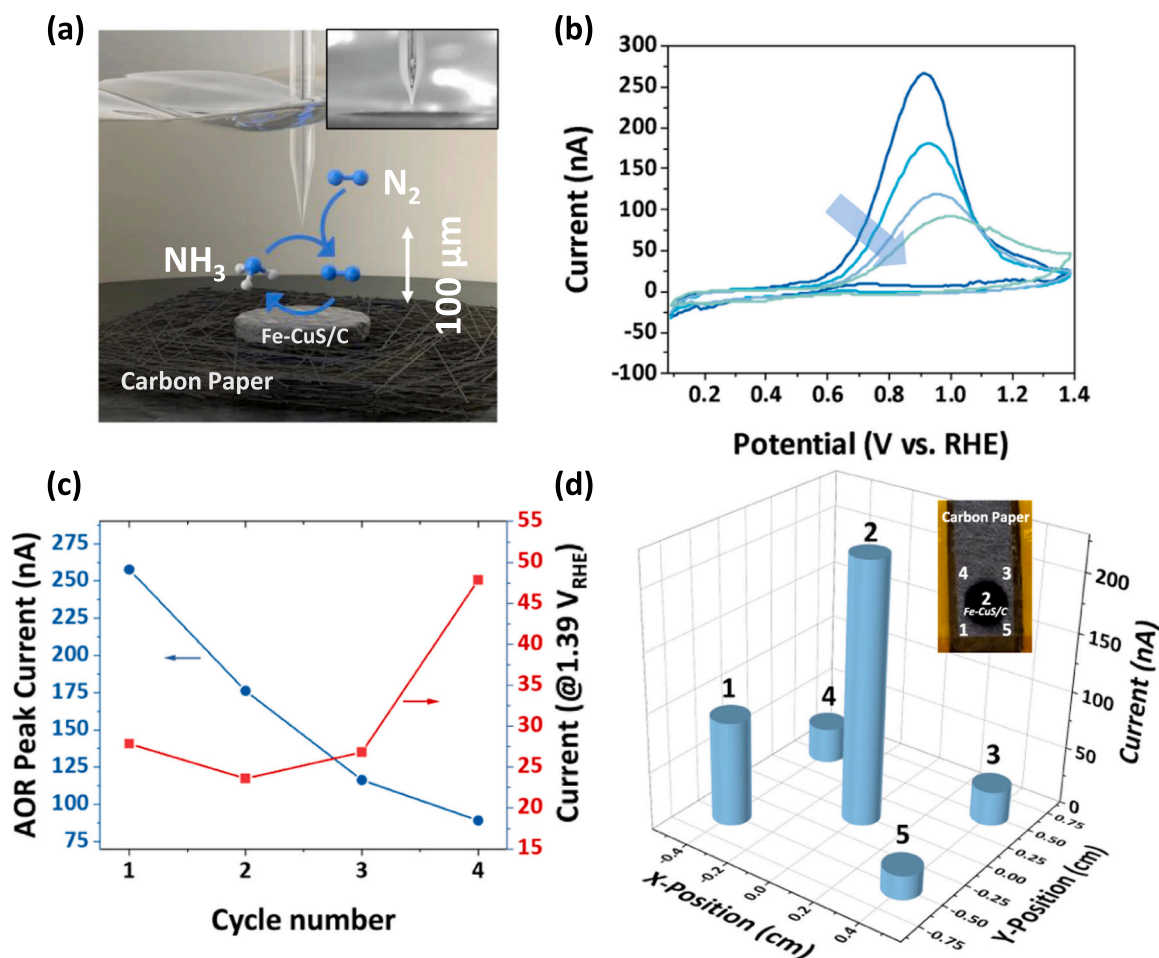 (a)
N2
NH3
100 µm
Fe-CuS/C
Carbon Paper
(b)
300
250
200
150
100
50
0
-50
-100
Current (nA)
0.2 0.4 0.6 0.8 1.0 1.2 1.4
Potential (V vs. RHE)
(c)
AOR Peak Current (nA)
275
250
225
200
175
150
125
100
75
55
50
45
40
35
30
25
20
15
Current (@1.39 VRHE)
1 2 3 4
Cycle number
(d)
Carbon Paper
4 3
2
Fe-CuS/C
1 5
2
1
4
3
5
200
150
100
50
0
Current (nA)
-0.4
-0.2
0.0
0.2
0.4
X-Position (cm)
0.75
0.50
0.25
0.00
-0.25
-0.50
-0.75
Y-Position (cm)